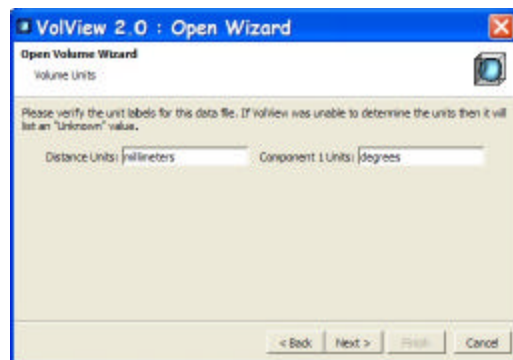 VolView 2.0 : Open Wizard
Open Volume Wizard
Volume Units
Please verify the unit labels for this data file. If VolView was unable to determine the units then it will
list an "Unknown" value.
Distance Units: millimeters Component 1 Units: degrees
< Back Next > Finish Cancel